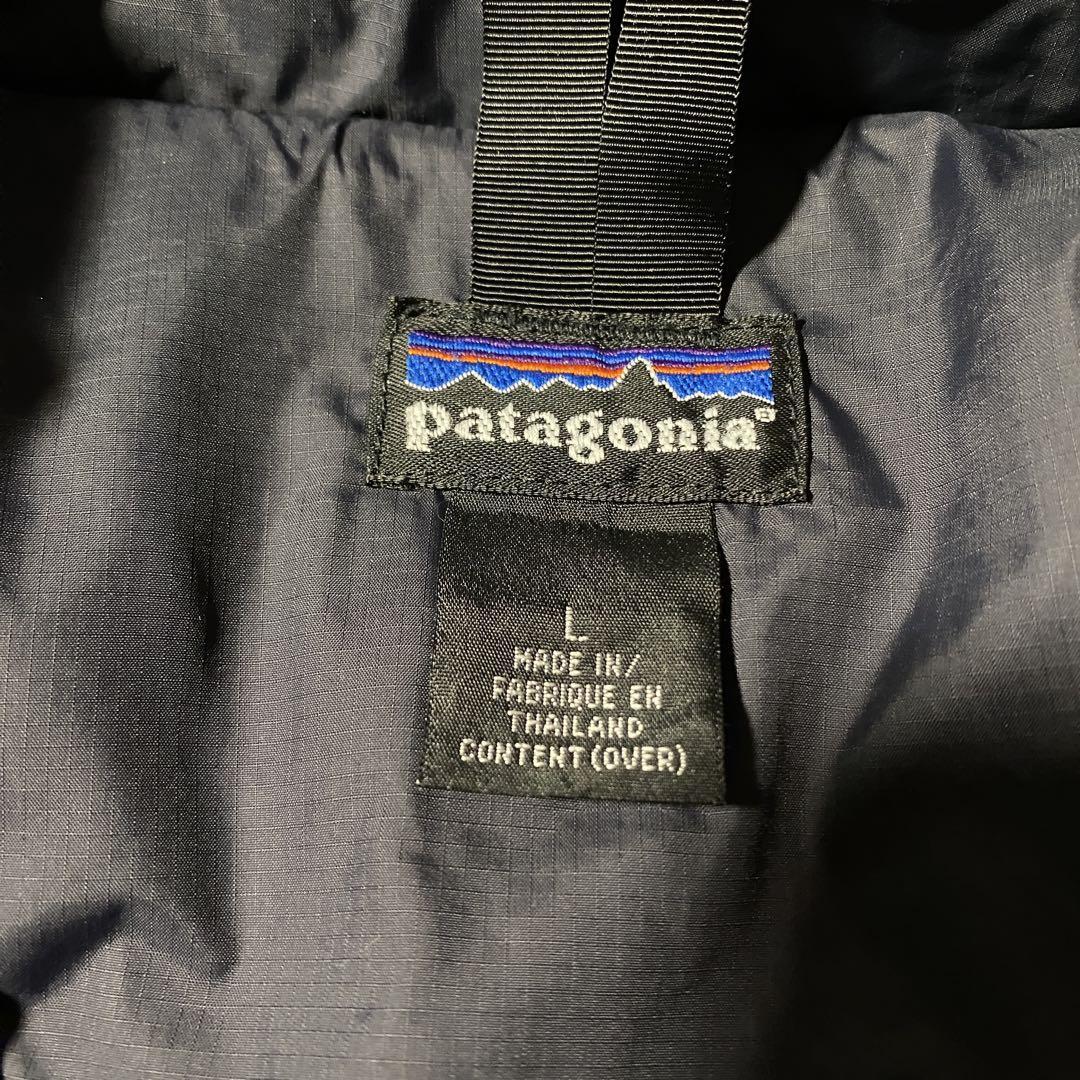 patagonia®
L
MADE IN/
FABRIQUE EN
THAILAND
CONTENT(OVER)